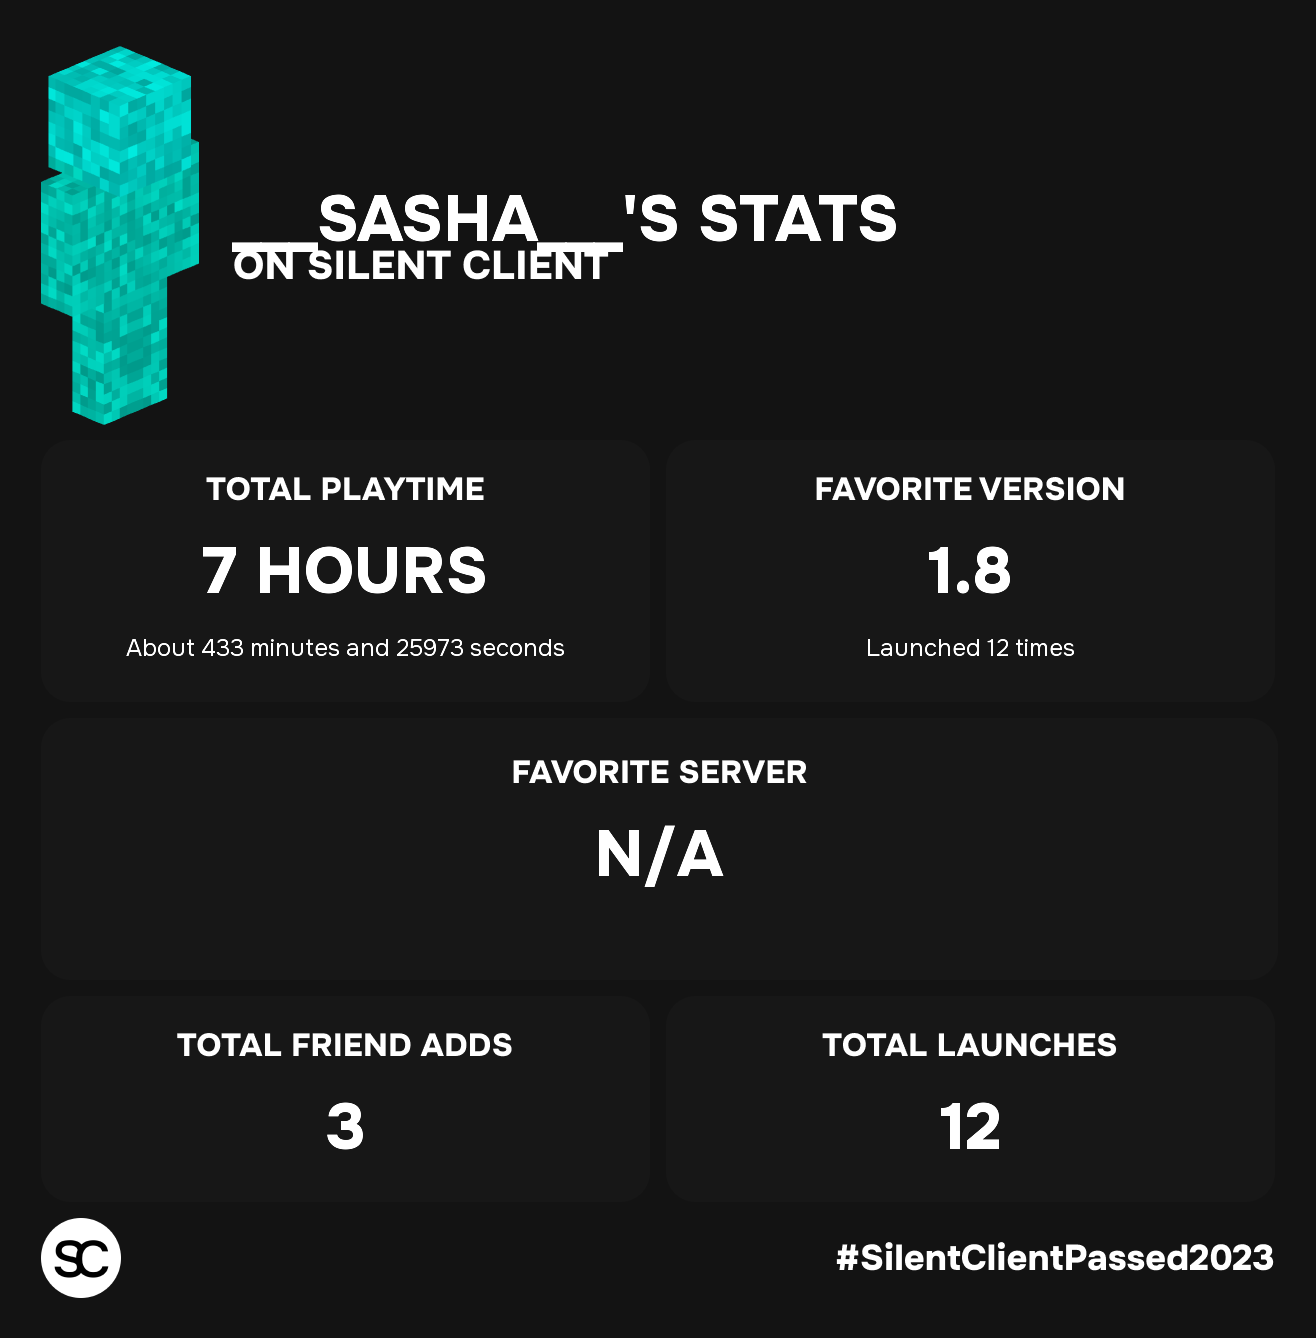 ___SASHA___'S STATS
ON SILENT CLIENT
TOTAL PLAYTIME
7 HOURS
About 433 minutes and 25973 seconds
FAVORITE VERSION
1.8
Launched 12 times
FAVORITE SERVER
N/A
TOTAL FRIEND ADDS
3
TOTAL LAUNCHES
12
SC
#SilentClientPassed2023